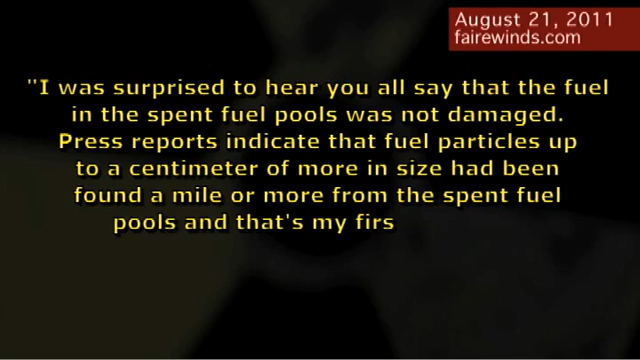 August 21, 2011
fairewinds.com
"I was surprised to hear you all say that the fuel
in the spent fuel pools was not damaged.
Press reports indicate that fuel particles up
to a centimeter of more in size had been
found a mile or more from the spent fuel
pools and that's my firs